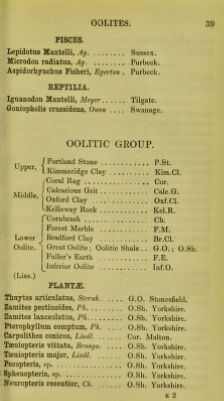 OOLITES. 39
PISCES.
Lepidotus Mantelli, Ag. ........ Sussex.
Microdon radiatus, Ag. ........ Purbeck.
Aspidorhynchus Fisheri, Egerton . Purbeck.
REPTILIA.
Iguanodon Mantelli, Meyer ...... Tilgate.
Goniopholis crassidens, Owen .... Swanage.
OOLITIC GROUP.
Upper, { Portland Stone ............ P.St.
Kimmeridge Clay ........... Kim.Cl.
Coral Rag ................. Cor.
Middle, { Calcarious Grit ........... Calc.G.
Oxford Clay ............... Oxf.Cl.
Kelloway Rock ............. Kel.R.
Cornbrash ................. Cb.
Forest Marble ............. F.M.
Lower { Bradford Clay ............. Br.Cl.
Oolite. Great Oolite; Oolitic Shale .. G.O.; O.Sh.
Fuller's Earth ............ F.E.
Inferior Oolite ........... Inf.O.
(Lias.)
PLANTÆ.
Thuytes articulatus, Sternb. .... G.O. Stonesfield.
Zamites pectinoides, Ph. ........ O.Sh. Yorkshire.
Zamites lanceolatus, Ph. ........ O.Sh. Yorkshire.
Pterophyllum comptum, Ph. ...... O.Sh. Yorkshire.
Carpolithes conicus, Lindl. ..... Cor. Malton.
Tæniopteris vittata, Brongn. .... O.Sh. Yorkshire.
Tæniopteris major, Lindl. ....... O.Sh. Yorkshire.
Pecopteris, sp. ................. O.Sh. Yorkshire.
Sphenopteris, sp. ............... O.Sh. Yorkshire.
Neuropteris recentior, Ch. ...... O.Sh. Yorkshire.
E 2